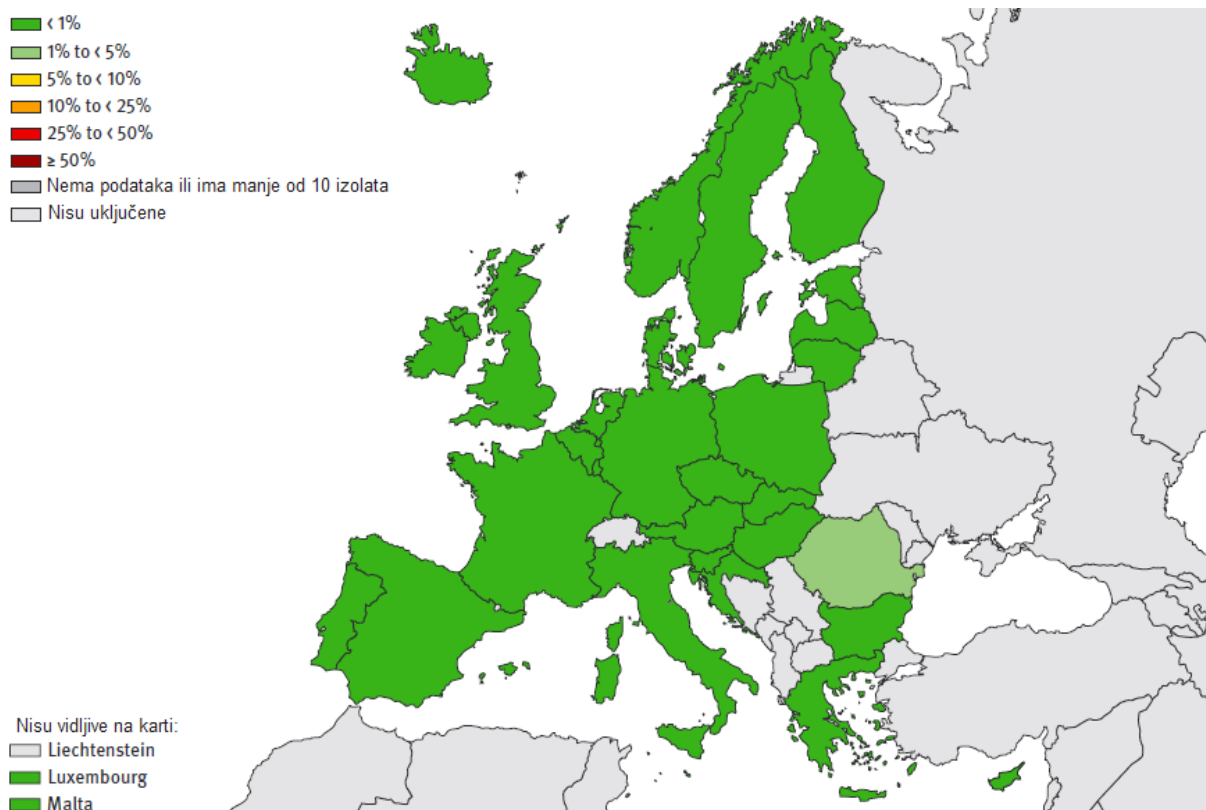 < 1%
1% to < 5%
5% to < 10%
10% to < 25%
25% to < 50%
≥ 50%
Nema podataka ili ima manje od 10 izolata
Nisu uključene
Nisu vidljive na karti:
Liechtenstein
Luxembourg
Malta